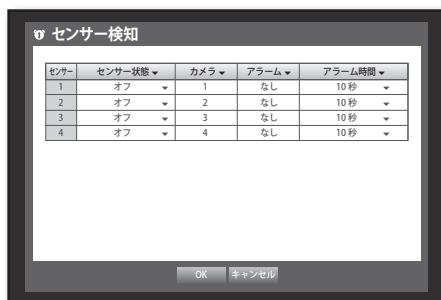 センサー検知
センサー センサー状態 カメラ アラーム アラーム時間
1 オフ 1 なし 10 秒
2 オフ 2 なし 10 秒
3 オフ 3 なし 10 秒
4 オフ 4 なし 10 秒
OK キャンセル